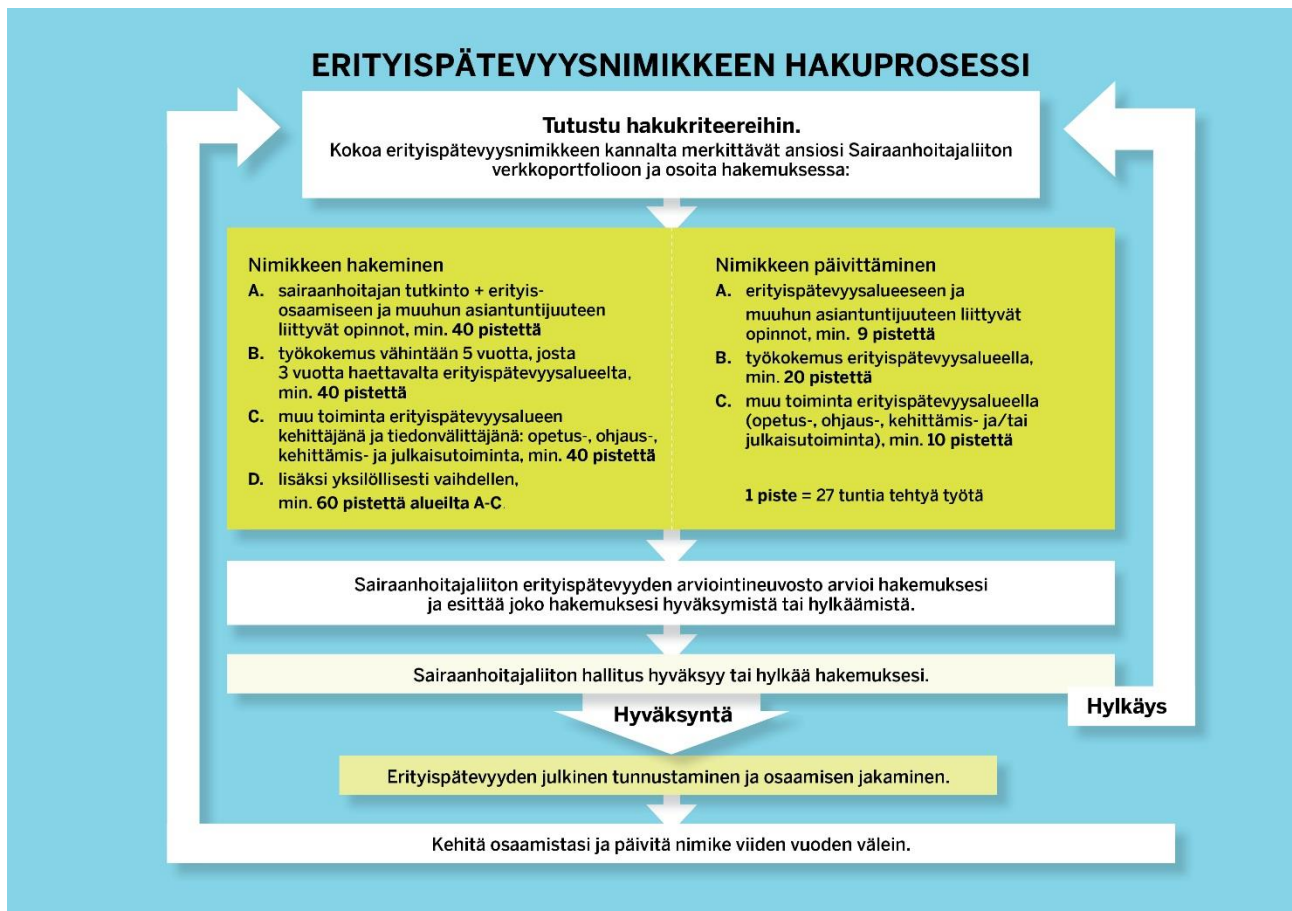 ERITYISPÄTEVYYSNIMIKKEEN HAKUPROSESSI
Tutustu hakukriteereihin.
Kokoa erityispätevyysnimikkeen kannalta merkittävät ansiosi Sairaanhoitajaliiton
verkkoportfolioon ja osoita hakemuksessa:
Nimikkeen hakeminen
A. sairaanhoitajan tutkinto + erityis-
osaamiseen ja muuhun asiantuntijuuteen
liittyvät opinnot, min. 40 pistettä
B. työkokemus vähintään 5 vuotta, josta
3 vuotta haettavalta erityispätevyysalueelta,
min. 40 pistettä
C. muu toiminta erityispätevyysalueen
kehittäjänä ja tiedonvälittäjänä: opetus-, ohjaus-,
kehittämis- ja julkaisutoiminta, min. 40 pistettä
D. lisäksi yksilöllisesti vaihdellen,
min. 60 pistettä alueilta A-C.
Nimikkeen päivittäminen
A. erityispätevyysalueeseen ja
muuhun asiantuntijuuteen liittyvät
opinnot, min. 9 pistettä
B. työkokemus erityispätevyysalueella,
min. 20 pistettä
C. muu toiminta erityispätevyysalueella
(opetus-, ohjaus-, kehittämis- ja/tai
julkaisutoiminta), min. 10 pistettä
1 piste = 27 tuntia tehtyä työtä
Sairaanhoitajaliiton erityispätevyyden arviointineuvosto arvioi hakemuksesi
ja esittää joko hakemuksesi hyväksymistä tai hylkäämistä.
Sairaanhoitajaliiton hallitus hyväksyy tai hylkää hakemuksesi.
Hylkäys
Hyväksyntä
Erityispätevyyden julkinen tunnustaminen ja osaamisen jakaminen.
Kehitä osaamistasi ja päivitä nimike viiden vuoden välein.